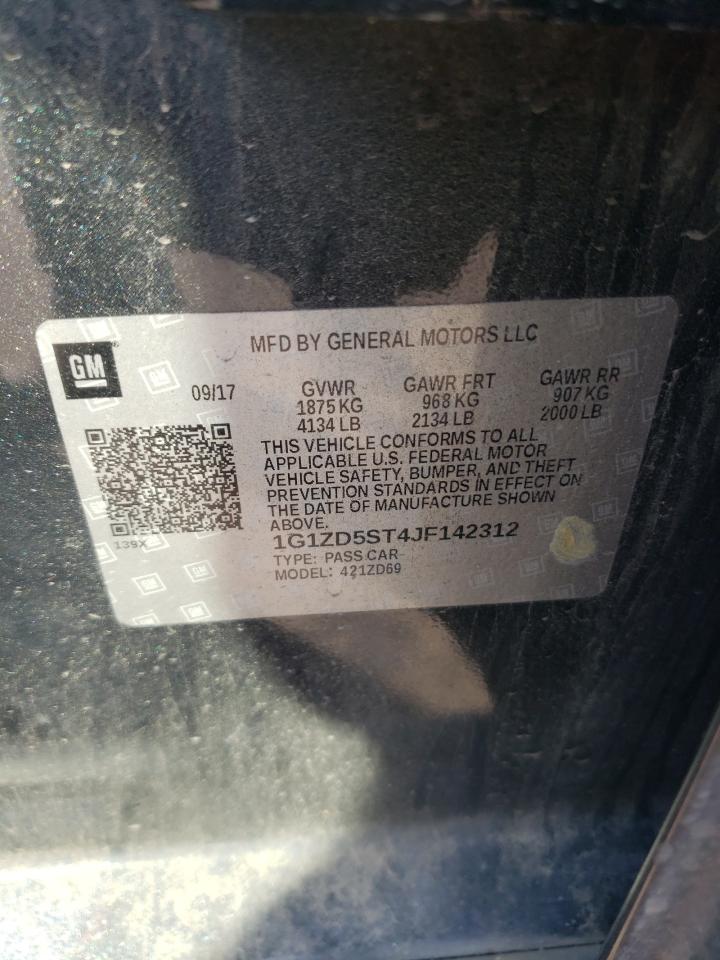 MFD BY GENERAL MOTORS LLC
GM
09/17
GVWR
1875 KG
4134 LB
GAWR FRT
968 KG
2134 LB
GAWR RR
907 KG
2000 LB
THIS VEHICLE CONFORMS TO ALL
APPLICABLE U.S. FEDERAL MOTOR
VEHICLE SAFETY, BUMPER, AND THEFT
PREVENTION STANDARDS IN EFFECT ON
THE DATE OF MANUFACTURE SHOWN
ABOVE.
139X
1G1ZD5ST4JF142312
TYPE: PASS CAR
MODEL: 421ZD69